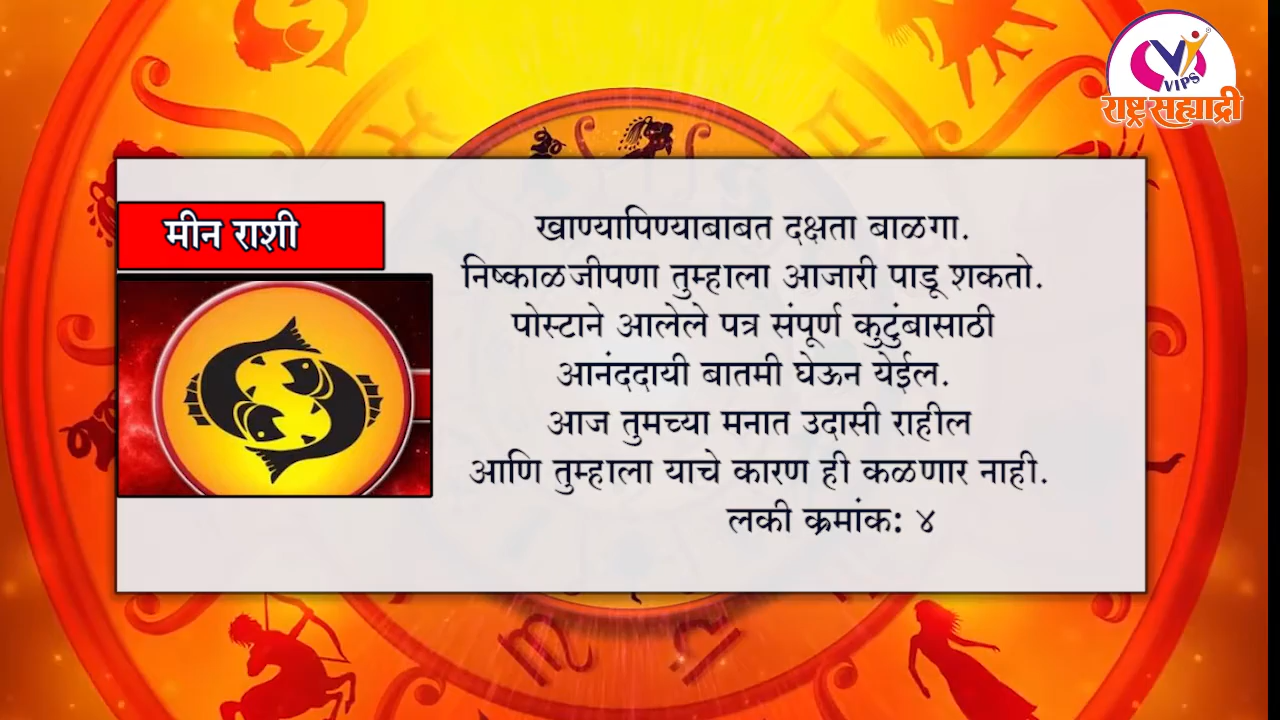 VIPS
राष्ट्र सह्याद्री
मीन राशी
खाण्यापिण्याबाबत दक्षता बाळगा.
निष्काळजीपणा तुम्हाला आजारी पाडू शकतो.
पोस्टाने आलेले पत्र संपूर्ण कुटुंबासाठी
आनंददायी बातमी घेऊन येईल.
आज तुमच्या मनात उदासी राहील
आणि तुम्हाला याचे कारण ही कळणार नाही.
लकी क्रमांक: ४